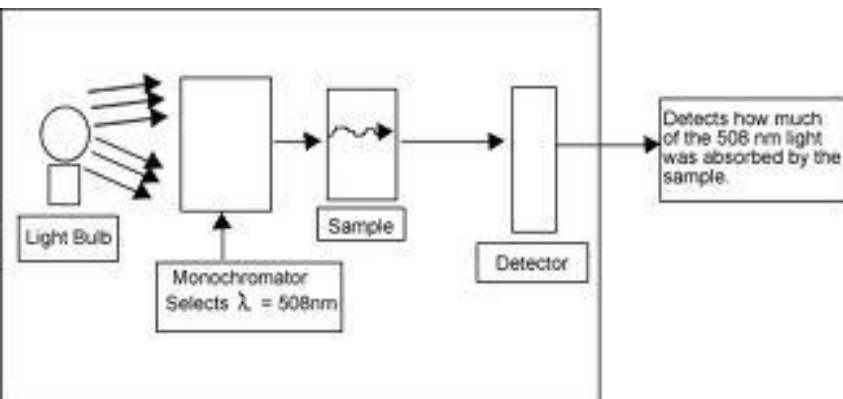 Light Bulb
Monochromator
Selects λ = 508nm
Sample
Detector
Detects how much
of the 508 nm light
was absorbed by the
sample.